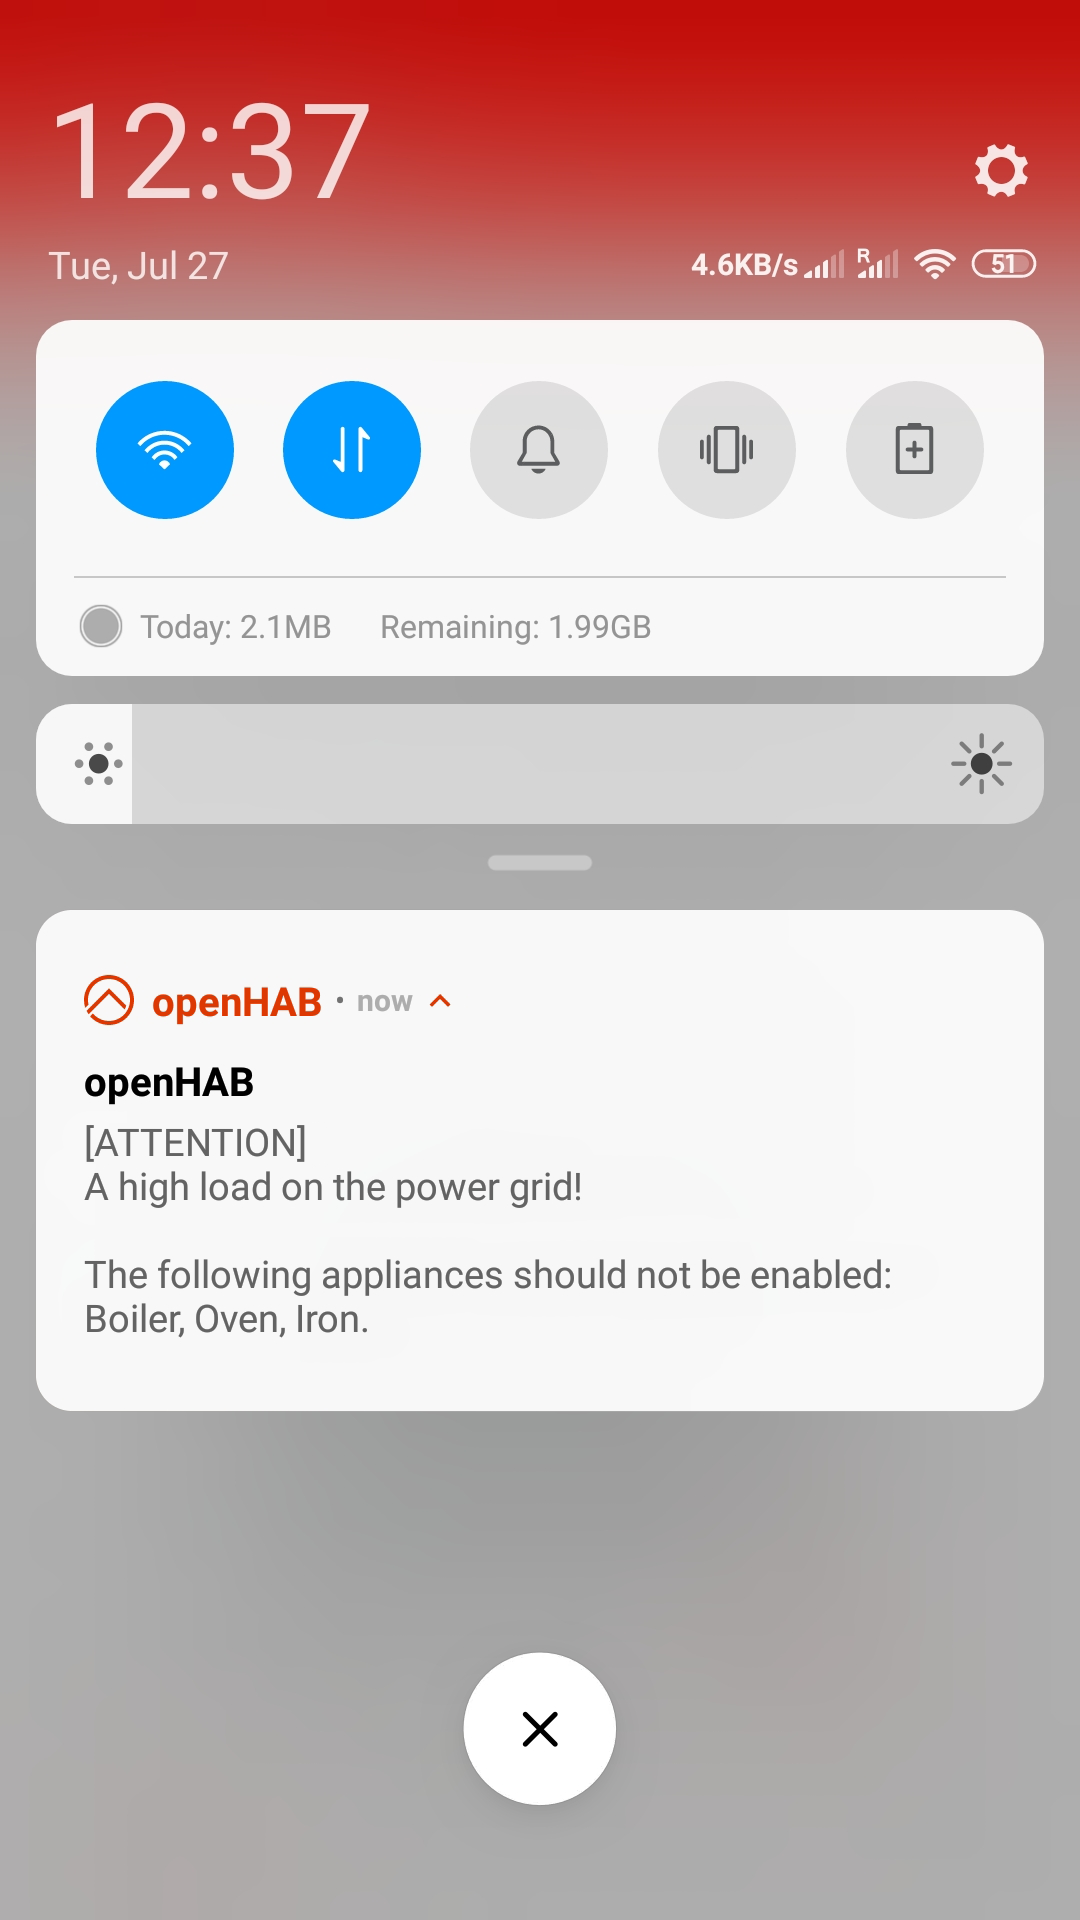 12:37
Tue, Jul 27
4.6KB/s R 51
Today: 2.1MB Remaining: 1.99GB
openHAB · now
openHAB
[ATTENTION]
A high load on the power grid!
The following appliances should not be enabled:
Boiler, Oven, Iron.